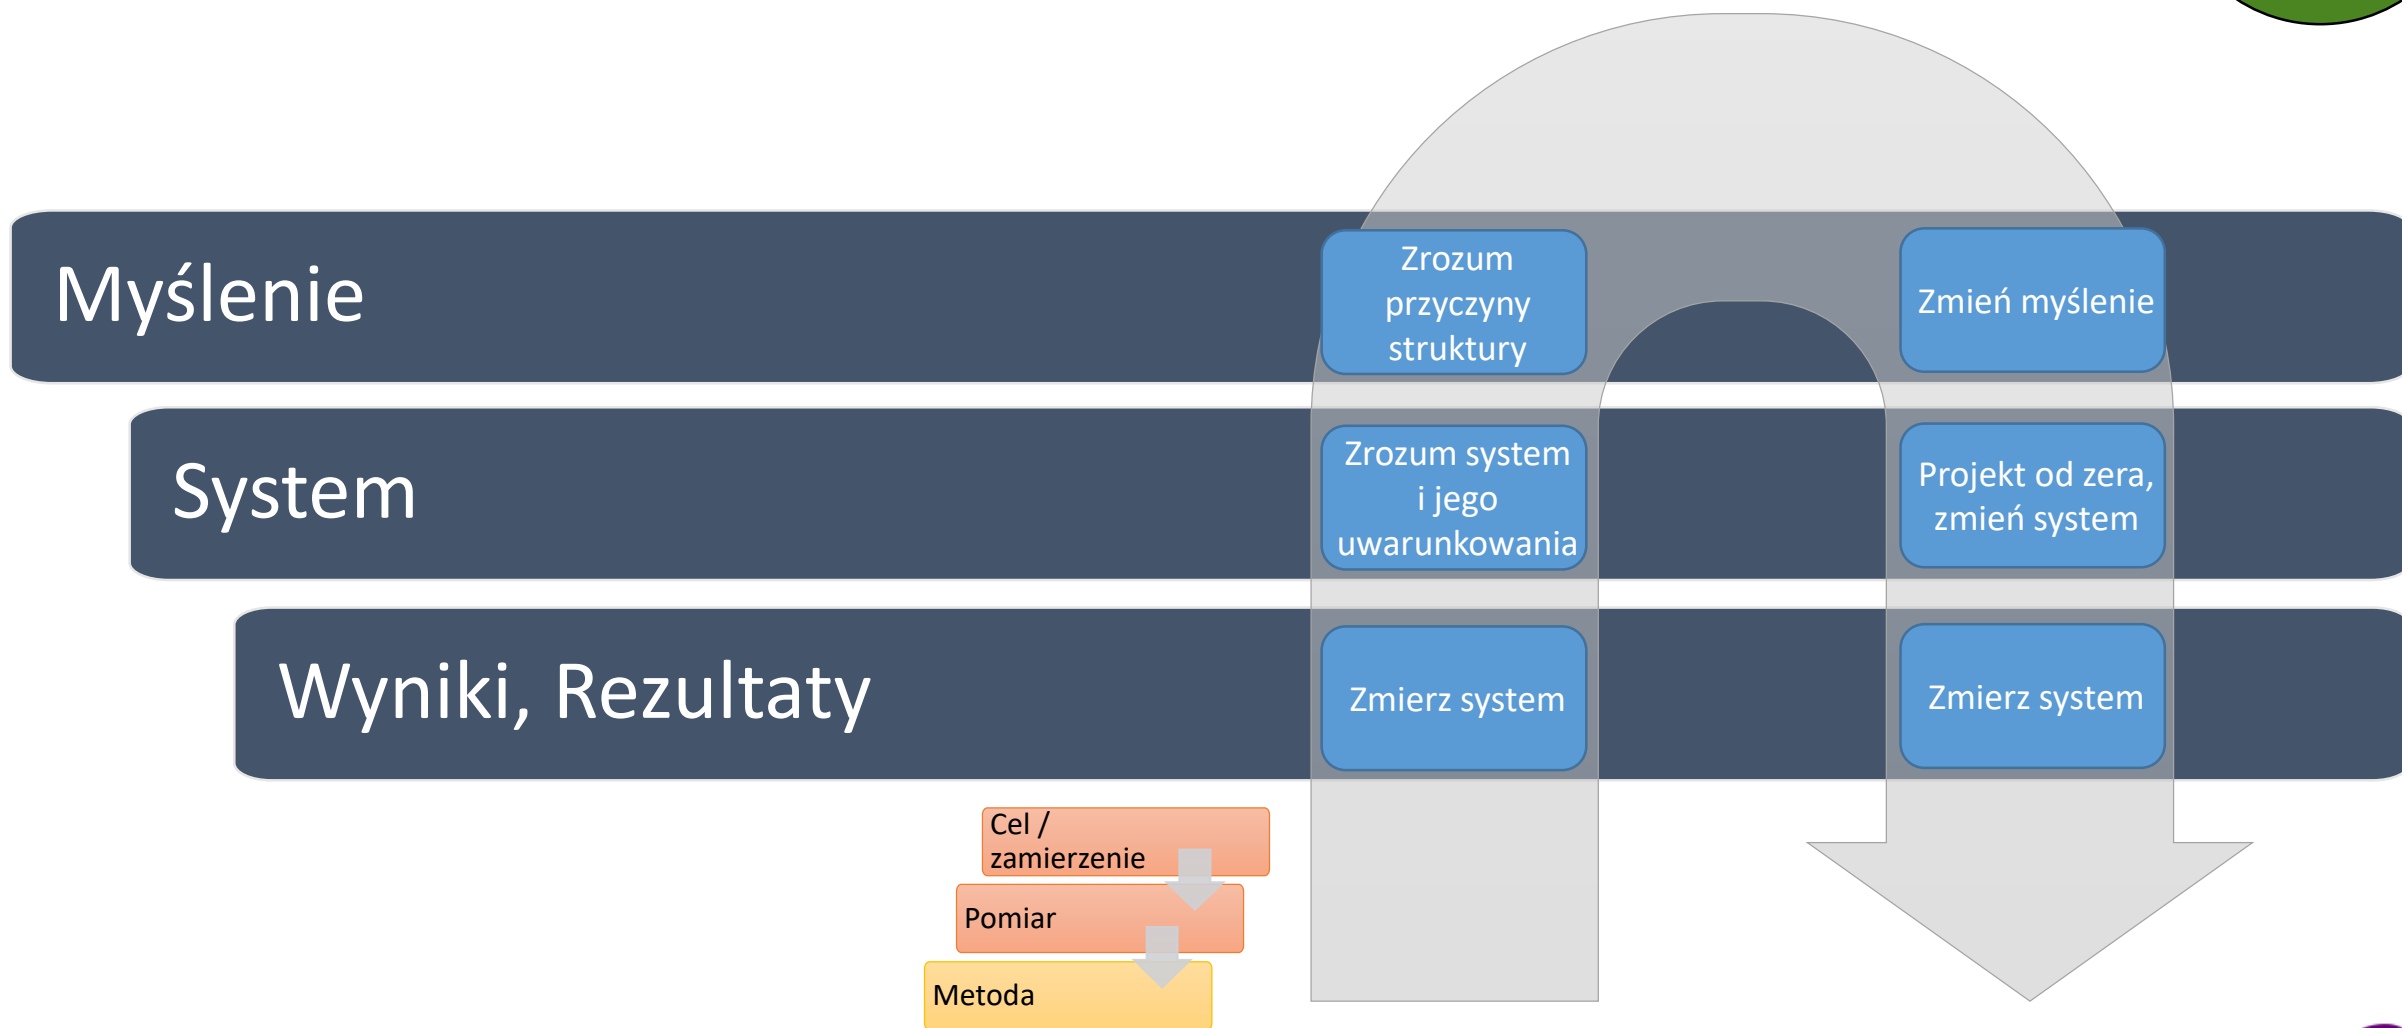 Myślenie
Zrozum
przyczyny
struktury
Zmień myślenie
System
Zrozum system
i jego
uwarunkowania
Projekt od zera,
zmień system
Wyniki, Rezultaty
Zmierz system
Zmierz system
Cel /
zamierzenie
Pomiar
Metoda